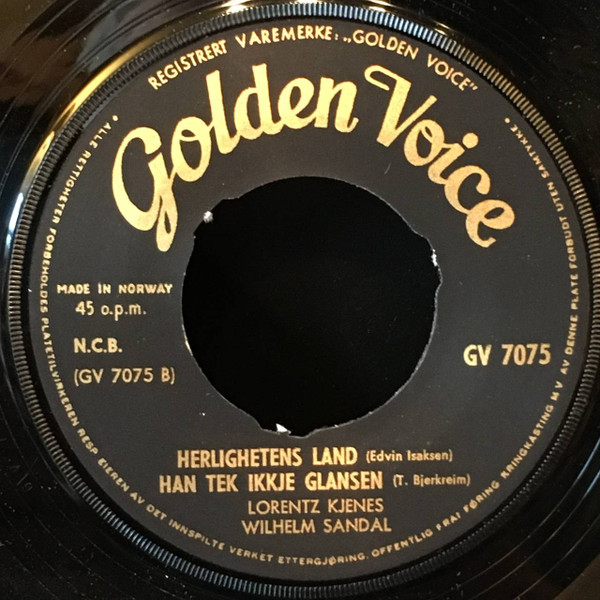 REGISTRERT VAREMERKE: „GOLDEN VOICE"
Golden Voice
MADE IN NORWAY
45 o.p.m.
N.C.B.
(GV 7075 B)
GV 7075
HERLIGHETENS LAND (Edvin Isaksen)
HAN TEK IKKJE GLANSEN (T. Bjerkreim)
LORENTZ KJENES
WILHELM SANDAL
• ALLE RETTIGHETER FORBEHOLDES PLATETILVIRKEREN RESP EIEREN AV DET INNSPILTE VERKET ETTERGJØRING. OFFENTLIG FRAMFØRING KRINGKASTING M V AV DENNE PLATE FORBUDT UTEN SAMTYKKE •